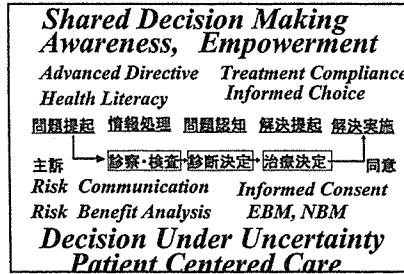 Shared Decision Making
Awareness, Empowerment
Advanced Directive Treatment Compliance
Health Literacy Informed Choice
問題提起 情報処理 問題認知 解決提起 解決実施
主訴 診察・検査 診断決定 治療決定 同意
Risk Communication Informed Consent
Risk Benefit Analysis EBM, NBM
Decision Under Uncertainty
Patient Centered Care